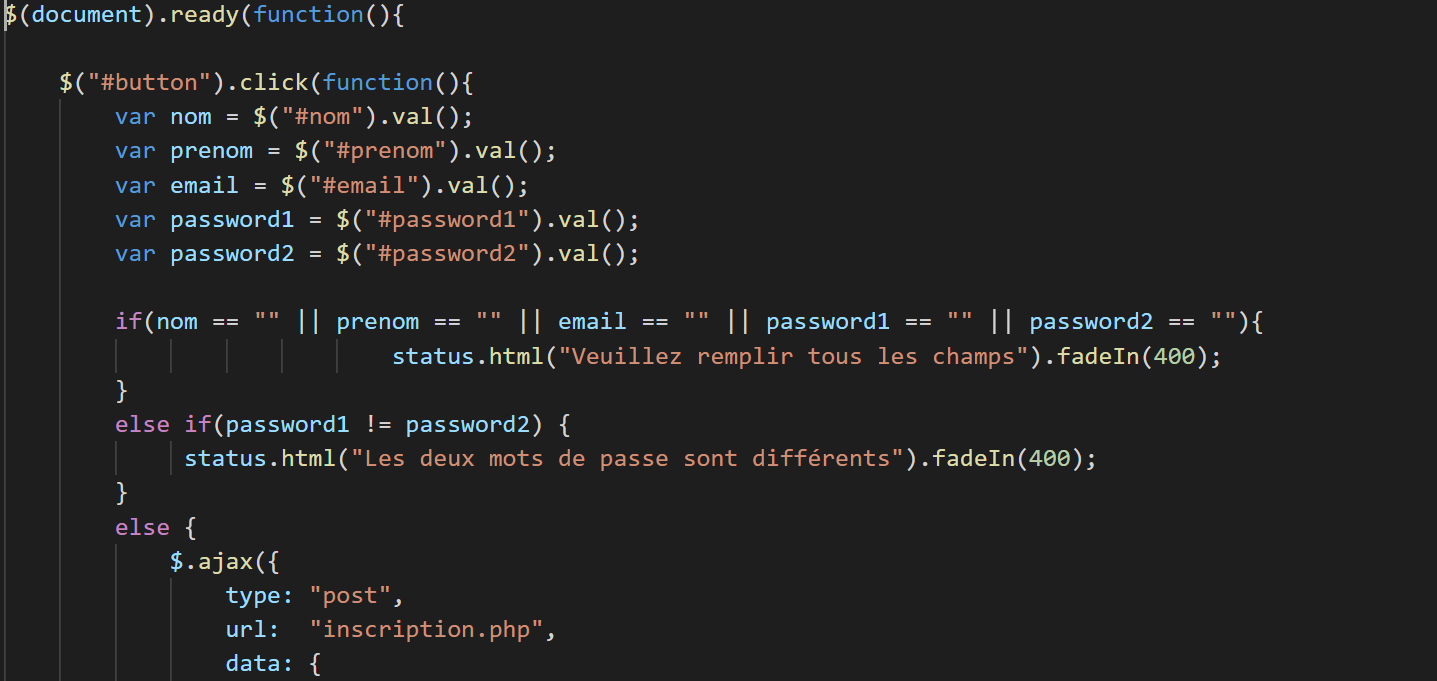 $(document).ready(function(){
$("#button").click(function(){
var nom = $("#nom").val();
var prenom = $("#prenom").val();
var email = $("#email").val();
var password1 = $("#password1").val();
var password2 = $("#password2").val();
if(nom == "" || prenom == "" || email == "" || password1 == "" || password2 == ""){
status.html("Veuillez remplir tous les champs").fadeIn(400);
}
else if(password1 != password2) {
status.html("Les deux mots de passe sont différents").fadeIn(400);
}
else {
$.ajax({
type: "post",
url:  "inscription.php",
data: {